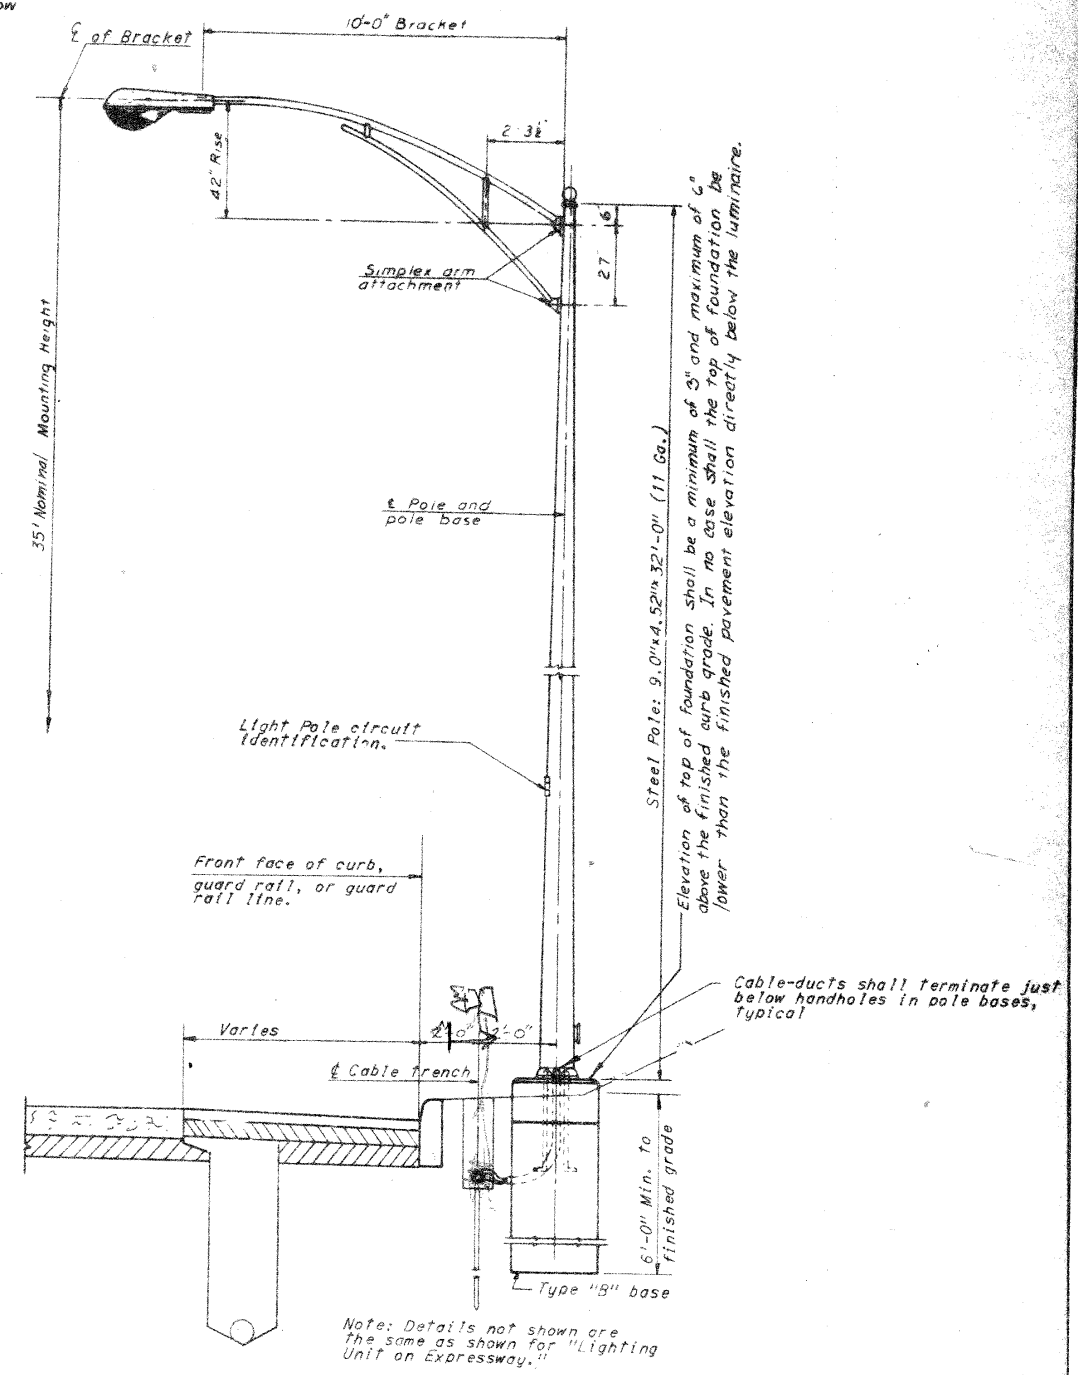 10'-0" Bracket
℄ of Bracket
2'-3½"
42" Rise
6"
27
Simplex arm
attachment
35' Nominal Mounting Height
℄ Pole and
pole base
Steel Pole: 9.0"x4.52"x32'-0" (11 Ga.)
Elevation of top of foundation shall be a minimum of 3" and maximum of 6"
above the finished curb grade. In no case shall the top of foundation be
lower than the finished pavement elevation directly below the luminaire.
Light Pole circuit
identification.
Front face of curb,
guard rail, or guard
rail line.
Cable-ducts shall terminate just
below handholes in pole bases,
typical
Varies
2'-0"
2'-0"
℄ Cable trench
6'-0" Min. to
finished grade
Type "B" base
Note: Details not shown are
the same as shown for "Lighting
Unit on Expressway."